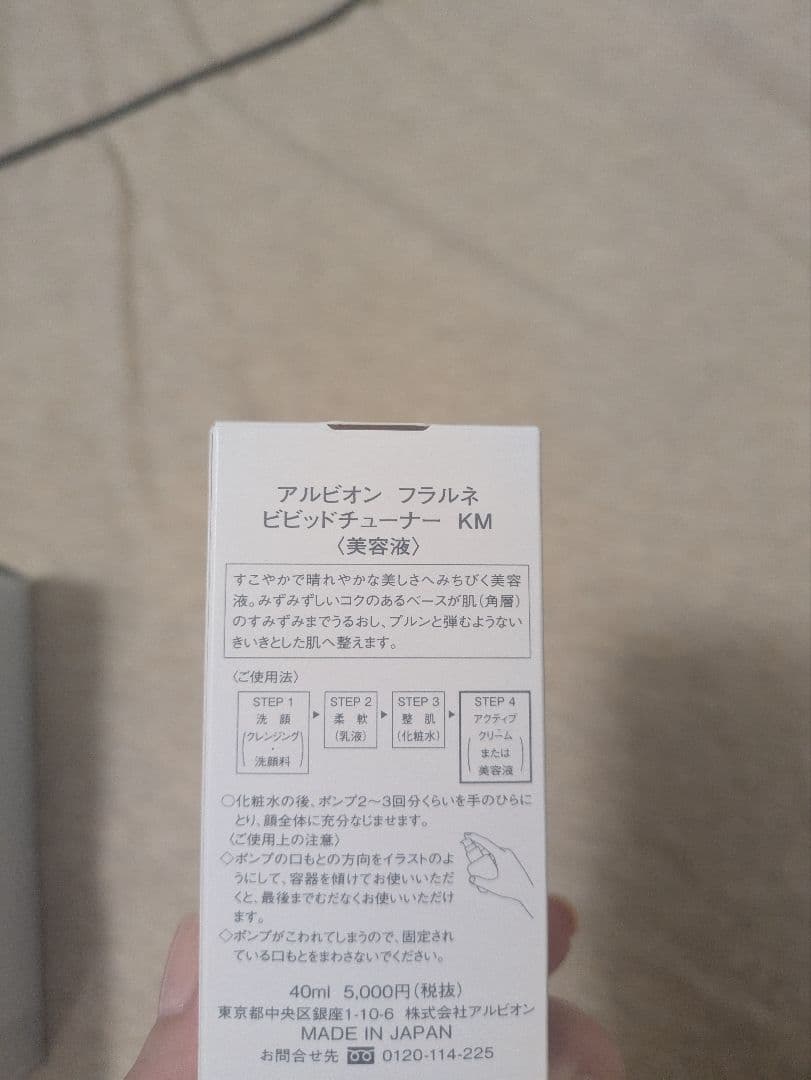 アルビオン フラルネ
ビビッドチューナー KM
〈美容液〉
すこやかで晴れやかな美しさへみちびく美容
液。みずみずしいコクのあるベースが肌(角層)
のすみずみまでうるおし、プルンと弾むようない
きいきとした肌へ整えます。
〈ご使用法〉
STEP 1
洗顔
(クレンジング・洗顔料)
STEP 2
柔軟
(乳液)
STEP 3
整肌
(化粧水)
STEP 4
アクティブ
(クリームまたは美容液)
○化粧水の後、ポンプ2〜3回分くらいを手のひらに
とり、顔全体に充分なじませます。
〈ご使用上の注意〉
◇ポンプの口もとの方向をイラストのよ
うにして、容器を傾けてお使いいただ
くと、最後までむだなくお使いいただけ
ます。
◇ポンプがこわれてしまうので、固定され
ている口もとをまわさないでください。
40ml 5,000円(税抜)
東京都中央区銀座1-10-6 株式会社アルビオン
MADE IN JAPAN
お問合せ先 0120-114-225